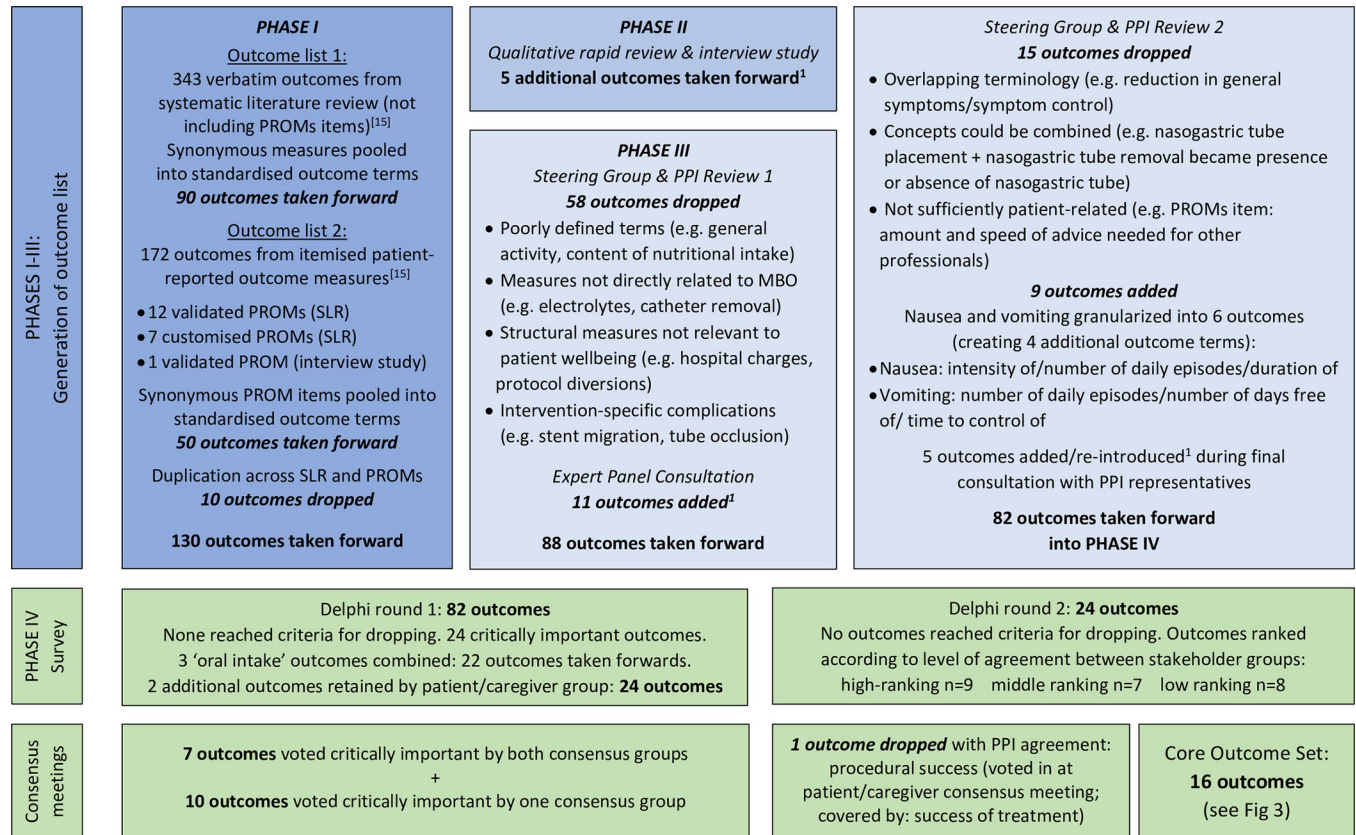 PHASES I-III:
Generation of outcome list
PHASE I
Outcome list 1:
343 verbatim outcomes from
systematic literature review (not
including PROMs items)[15]
Synonymous measures pooled
into standardised outcome terms
90 outcomes taken forward
Outcome list 2:
172 outcomes from itemised patient-
reported outcome measures[15]
• 12 validated PROMs (SLR)
• 7 customised PROMs (SLR)
• 1 validated PROM (interview study)
Synonymous PROM items pooled into
standardised outcome terms
50 outcomes taken forward
Duplication across SLR and PROMs
10 outcomes dropped
130 outcomes taken forward
PHASE II
Qualitative rapid review & interview study
5 additional outcomes taken forward1
PHASE III
Steering Group & PPI Review 1
58 outcomes dropped
• Poorly defined terms (e.g. general
activity, content of nutritional intake)
• Measures not directly related to MBO
(e.g. electrolytes, catheter removal)
• Structural measures not relevant to
patient wellbeing (e.g. hospital charges,
protocol diversions)
• Intervention-specific complications
(e.g. stent migration, tube occlusion)
Expert Panel Consultation
11 outcomes added1
88 outcomes taken forward
Steering Group & PPI Review 2
15 outcomes dropped
• Overlapping terminology (e.g. reduction in general
symptoms/symptom control)
• Concepts could be combined (e.g. nasogastric tube
placement + nasogastric tube removal became presence
or absence of nasogastric tube)
• Not sufficiently patient-related (e.g. PROMs item:
amount and speed of advice needed for other
professionals)
9 outcomes added
Nausea and vomiting granularized into 6 outcomes
(creating 4 additional outcome terms):
• Nausea: intensity of/number of daily episodes/duration of
• Vomiting: number of daily episodes/number of days free
of/ time to control of
5 outcomes added/re-introduced1 during final
consultation with PPI representatives
82 outcomes taken forward
into PHASE IV
PHASE IV
Survey
Delphi round 1: 82 outcomes
None reached criteria for dropping. 24 critically important outcomes.
3 ‘oral intake’ outcomes combined: 22 outcomes taken forwards.
2 additional outcomes retained by patient/caregiver group: 24 outcomes
Delphi round 2: 24 outcomes
No outcomes reached criteria for dropping. Outcomes ranked
according to level of agreement between stakeholder groups:
high-ranking n=9 middle ranking n=7 low ranking n=8
Consensus
meetings
7 outcomes voted critically important by both consensus groups
+
10 outcomes voted critically important by one consensus group
1 outcome dropped with PPI agreement:
procedural success (voted in at
patient/caregiver consensus meeting;
covered by: success of treatment)
Core Outcome Set:
16 outcomes
(see Fig 3)